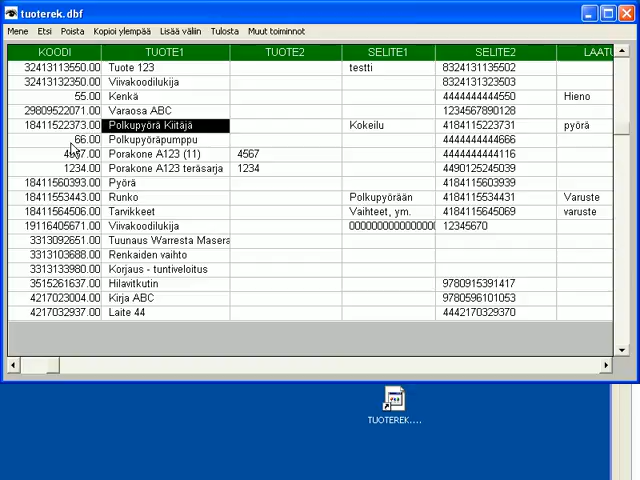 tuoterek.dbf
Mene Etsi Poista Kopioi ylempää Lisää väliin Tulosta Muut toiminnot
KOODI TUOTE1 TUOTE2 SELITE1 SELITE2 LAATU
32413113550.00 Tuote 123 testti 8324131135502
32413132350.00 Viivakoodilukija 8324131323503
55.00 Kenkä 4444444444550 Hieno
29809522071.00 Varaosa ABC 1234567890128
18411522373.00 Polkupyörä Kiitäjä Kokeilu 4184115223731 pyörä
66.00 Polkupyöräpumppu 4444444444666
4567.00 Porakone A123 (11) 4567 4444444444116
1234.00 Porakone A123 teräsarja 1234 4490125245039
18411560393.00 Pyörä 4184115603939
18411553443.00 Runko Polkupyörään 4184115534431 Varuste
18411564506.00 Tarvikkeet Vaihteet, ym. 4184115645069 varuste
19116405671.00 Viivakoodilukija 12345670
3313092651.00 Tuunaus Warresta Masera
3313103688.00 Renkaiden vaihto
3313133980.00 Korjaus - tuntiveloitus
3515261637.00 Hilavitkutin 9780915391417
4217023004.00 Kirja ABC 9780596101053
4217032937.00 Laite 44 4442170329370
TUOTEREK....